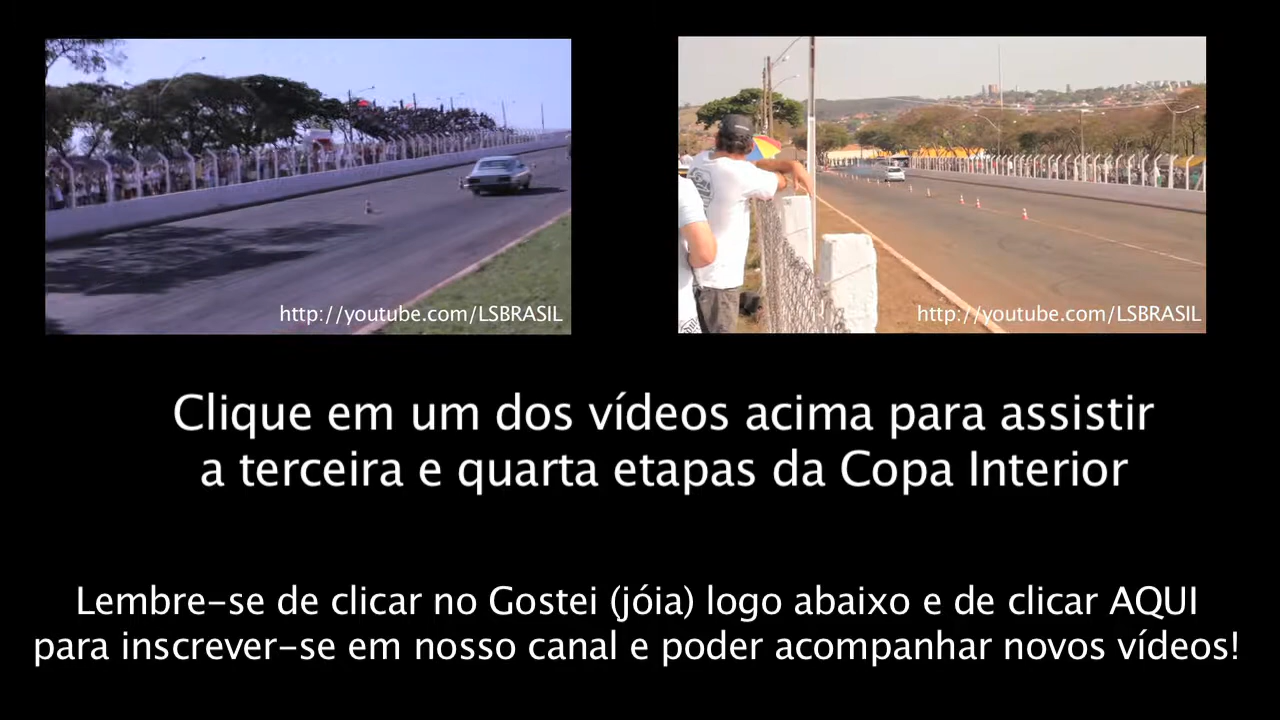 http://youtube.com/LSBRASIL
http://youtube.com/LSBRASIL
Clique em um dos vídeos acima para assistir
a terceira e quarta etapas da Copa Interior
Lembre-se de clicar no Gostei (jóia) logo abaixo e de clicar AQUI
para inscrever-se em nosso canal e poder acompanhar novos vídeos!